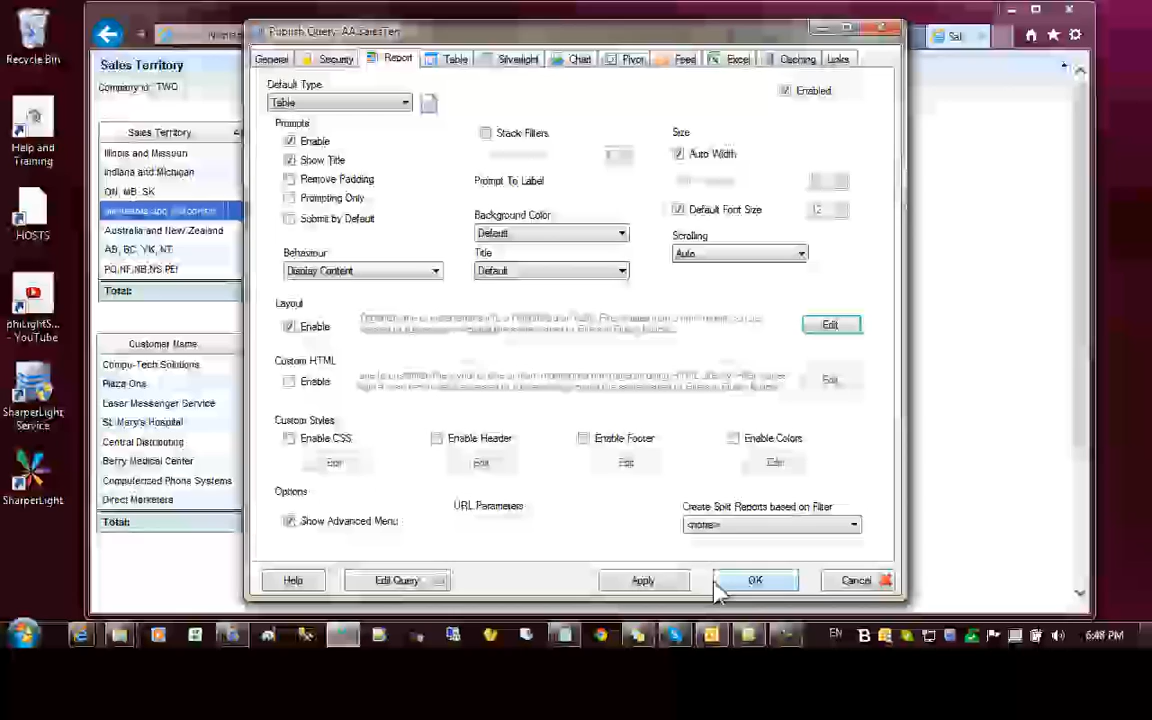 Recycle Bin
Help and
Training
HOSTS
philightS...
- YouTube
SharperLight
Service
SharperLight
Sales Territory
Company Id: TWO
Sales Territory
Illinois and Missouri
Indiana and Michigan
ON, MB, SK
Australia and New Zealand
AB, BC, YK, NT
PQ,NF,NB,NS,PEI
Total:
Customer Name
Compu-Tech Solutions
Plaza One
Laser Messenger Service
St. Mary's Hospital
Central Distributing
Berry Medical Center
Computerized Phone Systems
Direct Marketers
Total:
Publish Query: AA.salesTerr
Sal
General Security Report Table Silverlight Chart Pivot Feed Excel Caching Links
Default Type
Table
Enabled
Prompts
Enable
Show Title
Remove Padding
Prompting Only
Submit by Default
Behaviour
Display Content
Stack Filters
Prompt To Label
Background Color
Default
Title
Default
Size
Auto Width
Default Font Size
12
Scrolling
Auto
Layout
Enable
Edit
Custom HTML
Enable
Edit
Custom Styles
Enable CSS Enable Header Enable Footer Enable Colors
Edit Edit Edit Edit
Options
Show Advanced Menu
URL Parameters
Create Split Reports based on Filter
<none>
Help Edit Query Apply OK Cancel
EN 6:48 PM